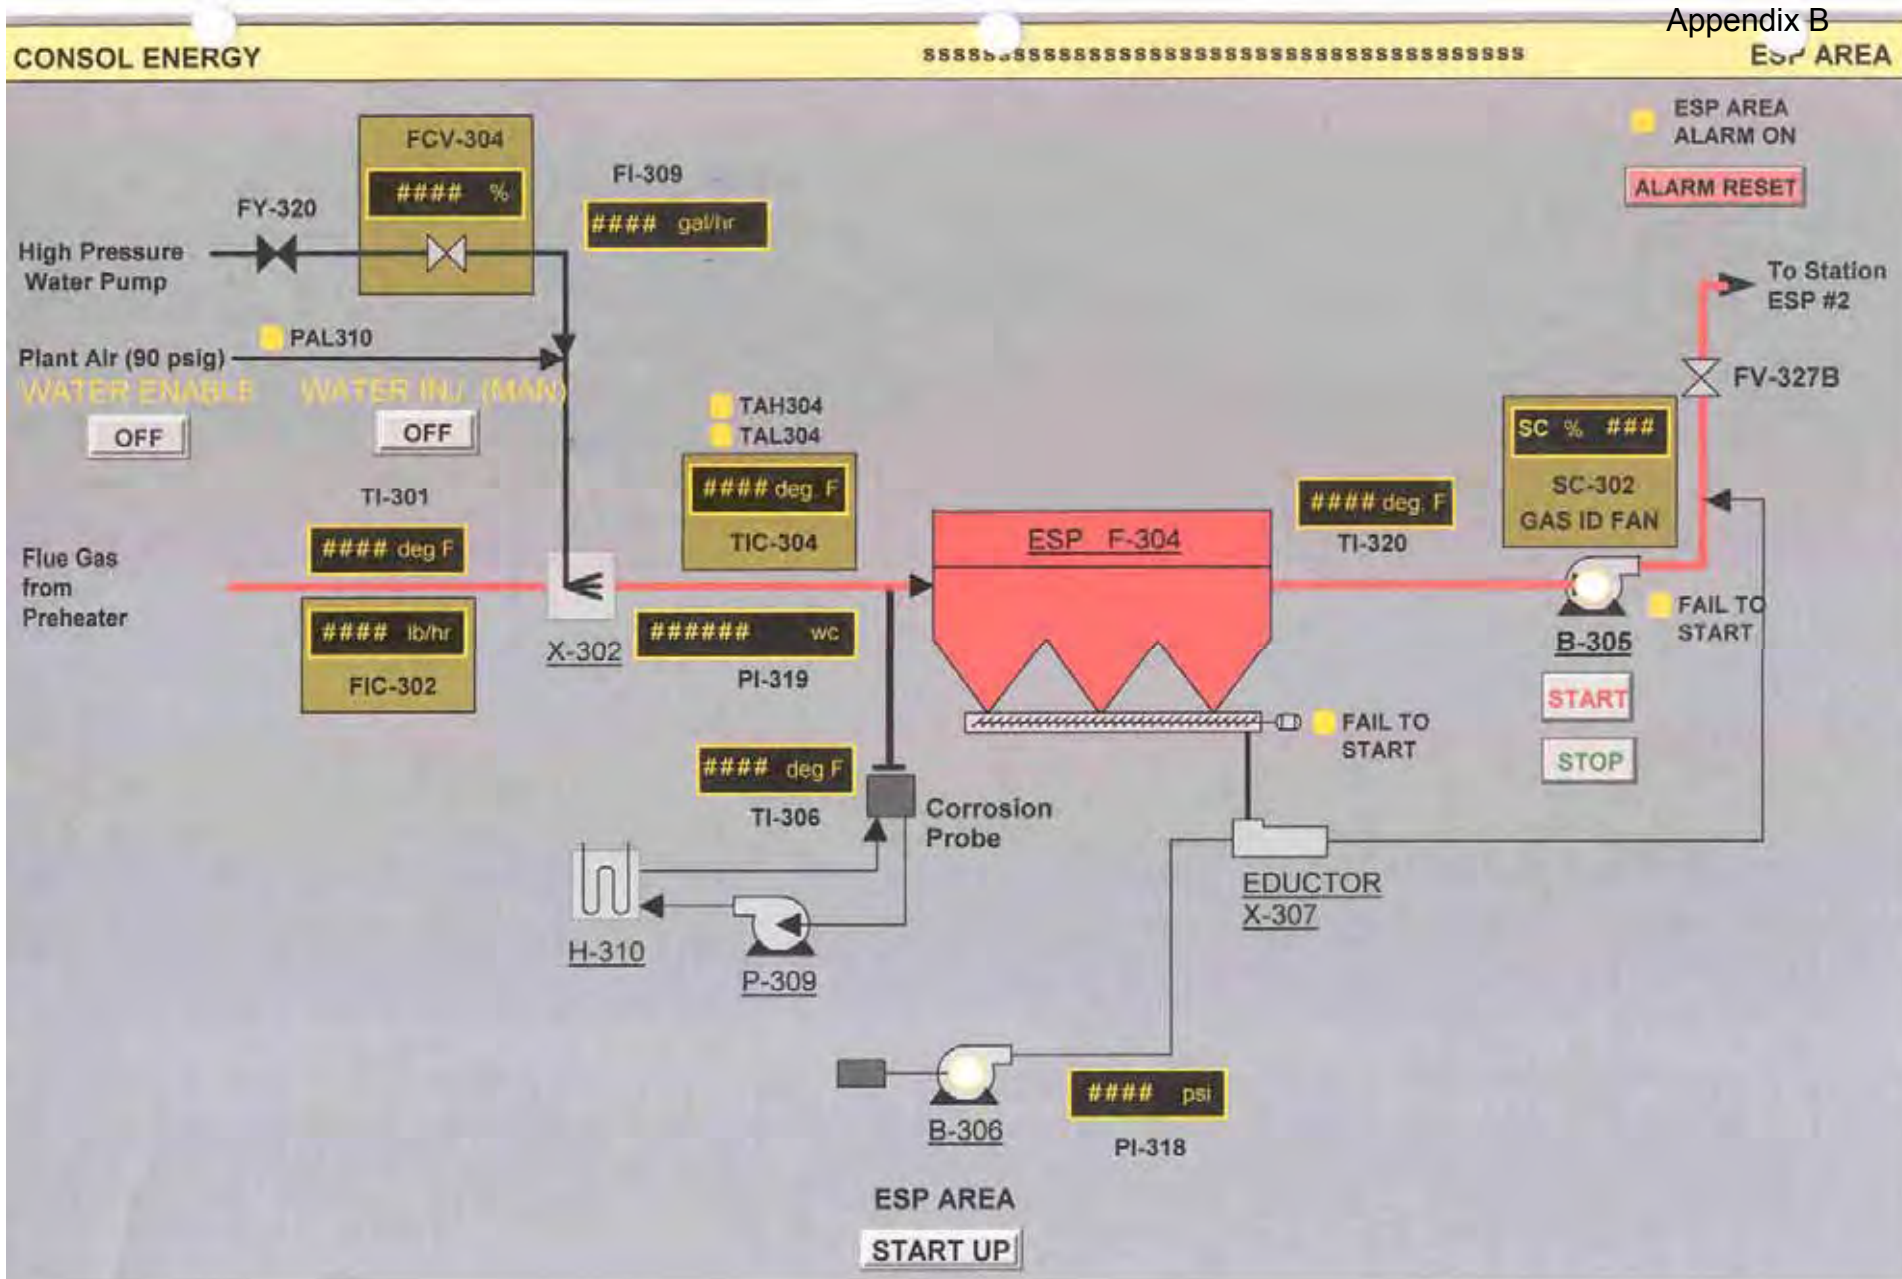 Appendix B
CONSOL ENERGY
ssssssssssssssssssssssssssssssssssssssss
ESP AREA
ESP AREA
ALARM ON
ALARM RESET
FCV-304
#### %
FI-309
#### gal/hr
FY-320
High Pressure
Water Pump
To Station
ESP #2
PAL310
Plant Air (90 psig)
WATER ENABLE
WATER INJ. (MAN)
OFF
OFF
FV-327B
TAH304
TAL304
SC % ###
SC-302
GAS ID FAN
#### deg. F
TIC-304
#### deg. F
TI-320
TI-301
#### deg F
Flue Gas
from
Preheater
ESP F-304
#### lb/hr
FIC-302
X-302
###### wc
PI-319
FAIL TO
START
B-305
START
STOP
FAIL TO
START
#### deg F
TI-306
Corrosion
Probe
EDUCTOR
X-307
H-310
P-309
B-306
#### psi
PI-318
ESP AREA
START UP